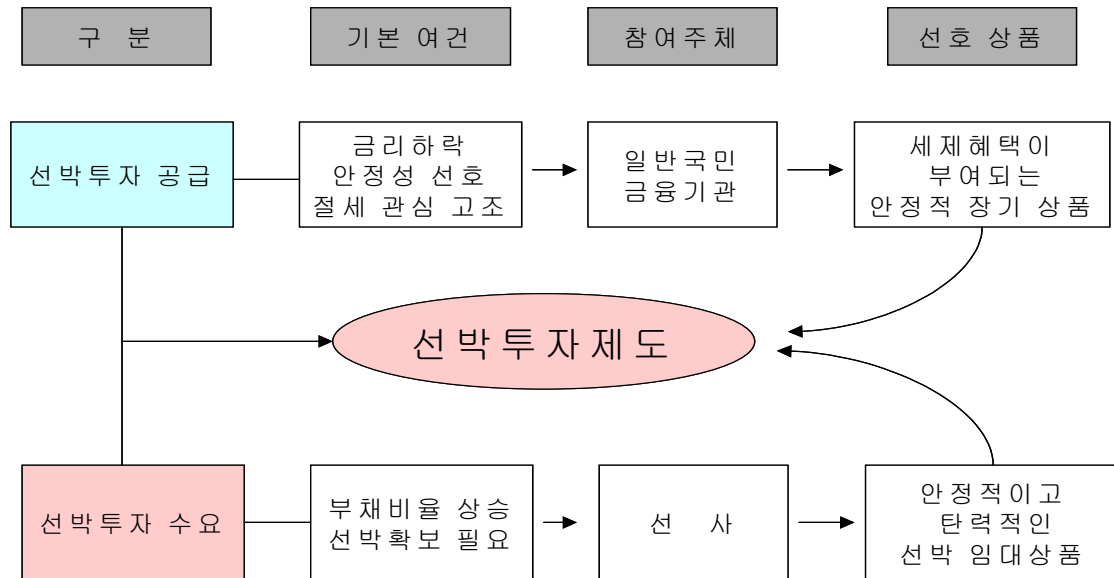 구 분
기본 여건
참여주체
선호 상품
선박투자 공급
금리하락
안정성 선호
절세 관심 고조
일반국민
금융기관
세제혜택이
부여되는
안정적 장기 상품
선박투자제도
선박투자 수요
부채비율 상승
선박확보 필요
선 사
안정적이고
탄력적인
선박 임대상품